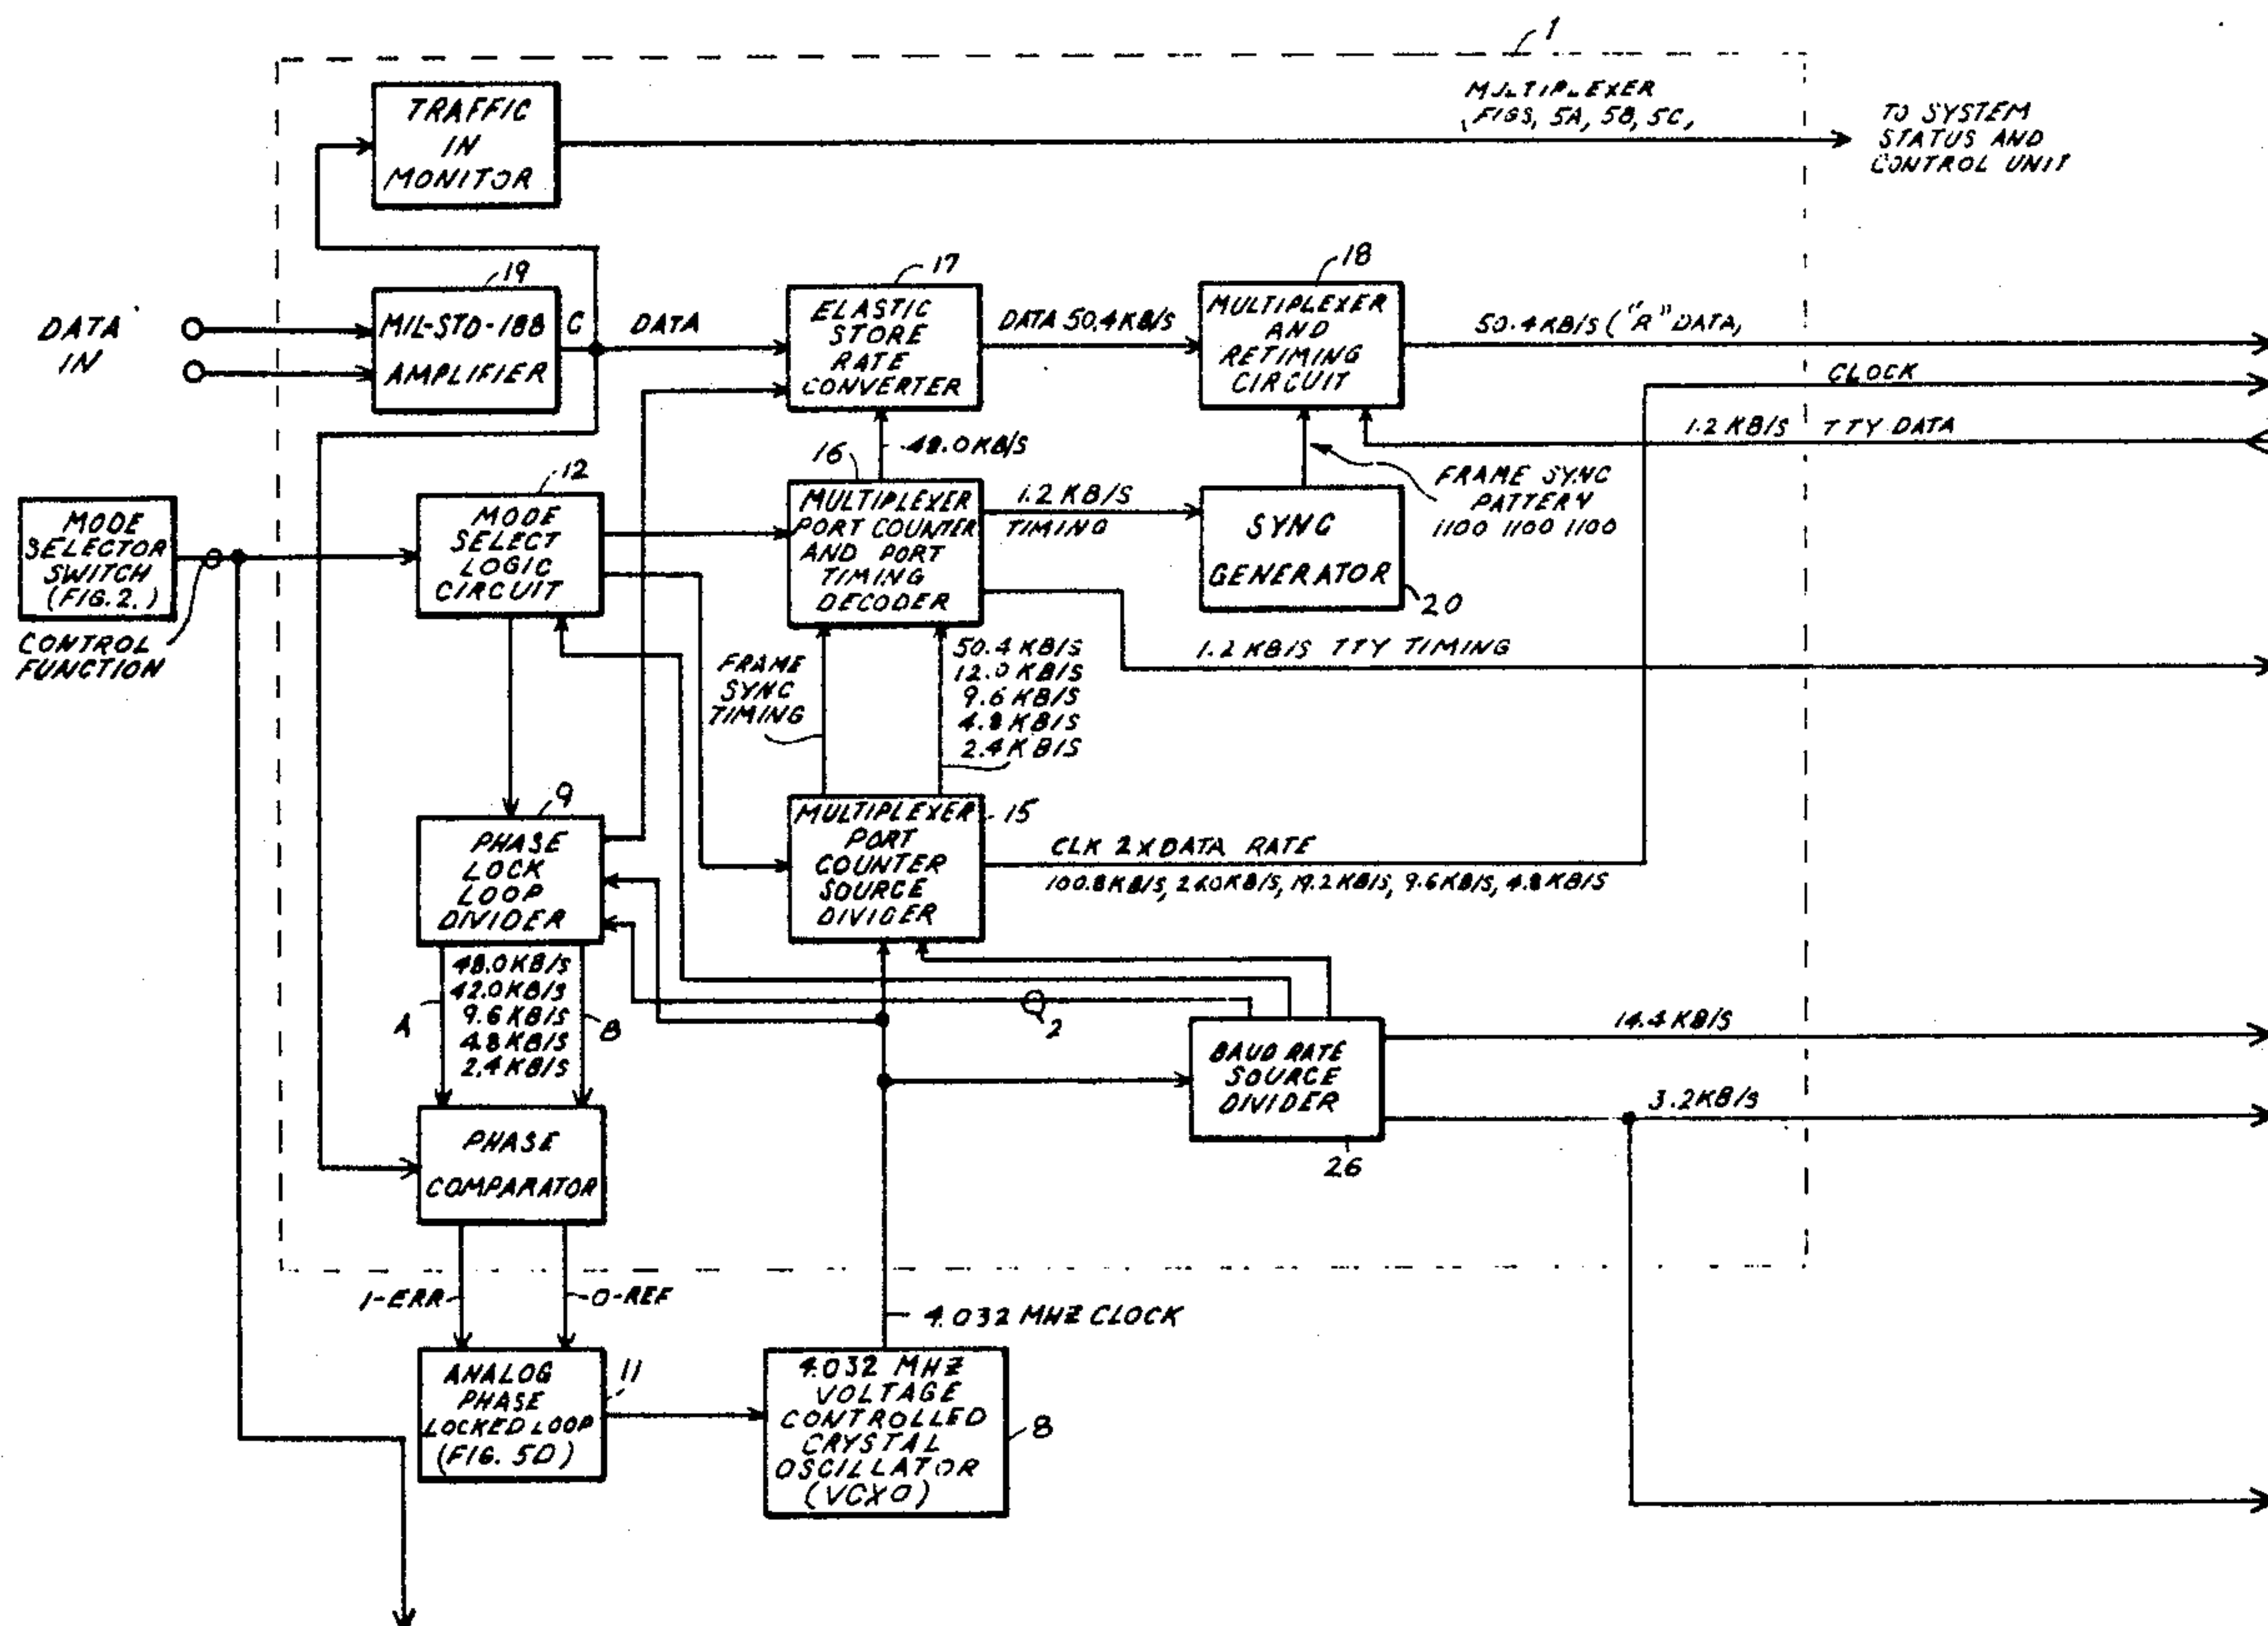 1
TRAFFIC
IN
MONITOR
MULTIPLEXER
FIGS, 5A, 5B, 5C,
TO SYSTEM
STATUS AND
CONTROL UNIT
DATA
IN
19
MIL-STD-188
AMPLIFIER
C
DATA
17
ELASTIC
STORE
RATE
CONVERTER
DATA 50.4KB/S
18
MULTIPLEXER
AND
RETIMING
CIRCUIT
50.4KB/S ("R" DATA,
CLOCK
1.2 KB/S TTY DATA
48.0KB/S
FRAME SYNC
PATTERY
1100 1100 1100
MODE
SELECTOR
SWITCH
(FIG.2.)
CONTROL
FUNCTION
12
MODE
SELECT
LOGIC
CIRCUIT
16
MULTIPLEXER
PORT COUNTER
AND PORT
TIMING
DECODER
1.2 KB/S
TIMING
SYNC
GENERATOR
20
1.2 KB/S TTY TIMING
FRAME
SYNC
TIMING
50.4 KB/S
12.0 KB/S
9.6 KB/S
4.8 KB/S
2.4 KB/S
9
PHASE
LOCK
LOOP
DIVIDER
MULTIPLEXER
PORT
COUNTER
SOURCE
DIVIDER
15
CLK 2XDATA RATE
100.8KB/S, 24.0KB/S, 19.2KB/S, 9.6KB/S, 4.8KB/S
A
48.0KB/S
42.0KB/S
9.6 KB/S
4.8 KB/S
2.4 KB/S
B
2
BAUD RATE
SOURCE
DIVIDER
26
14.4 KB/S
3.2KB/S
PHASE
COMPARATOR
1-ERR
0-REF
4.032 MHZ CLOCK
ANALOG
PHASE
LOCKED LOOP
(FIG. 5D)
11
4.032 MHZ
VOLTAGE
CONTROLLED
CRYSTAL
OSCILLATOR
(VCXO)
8